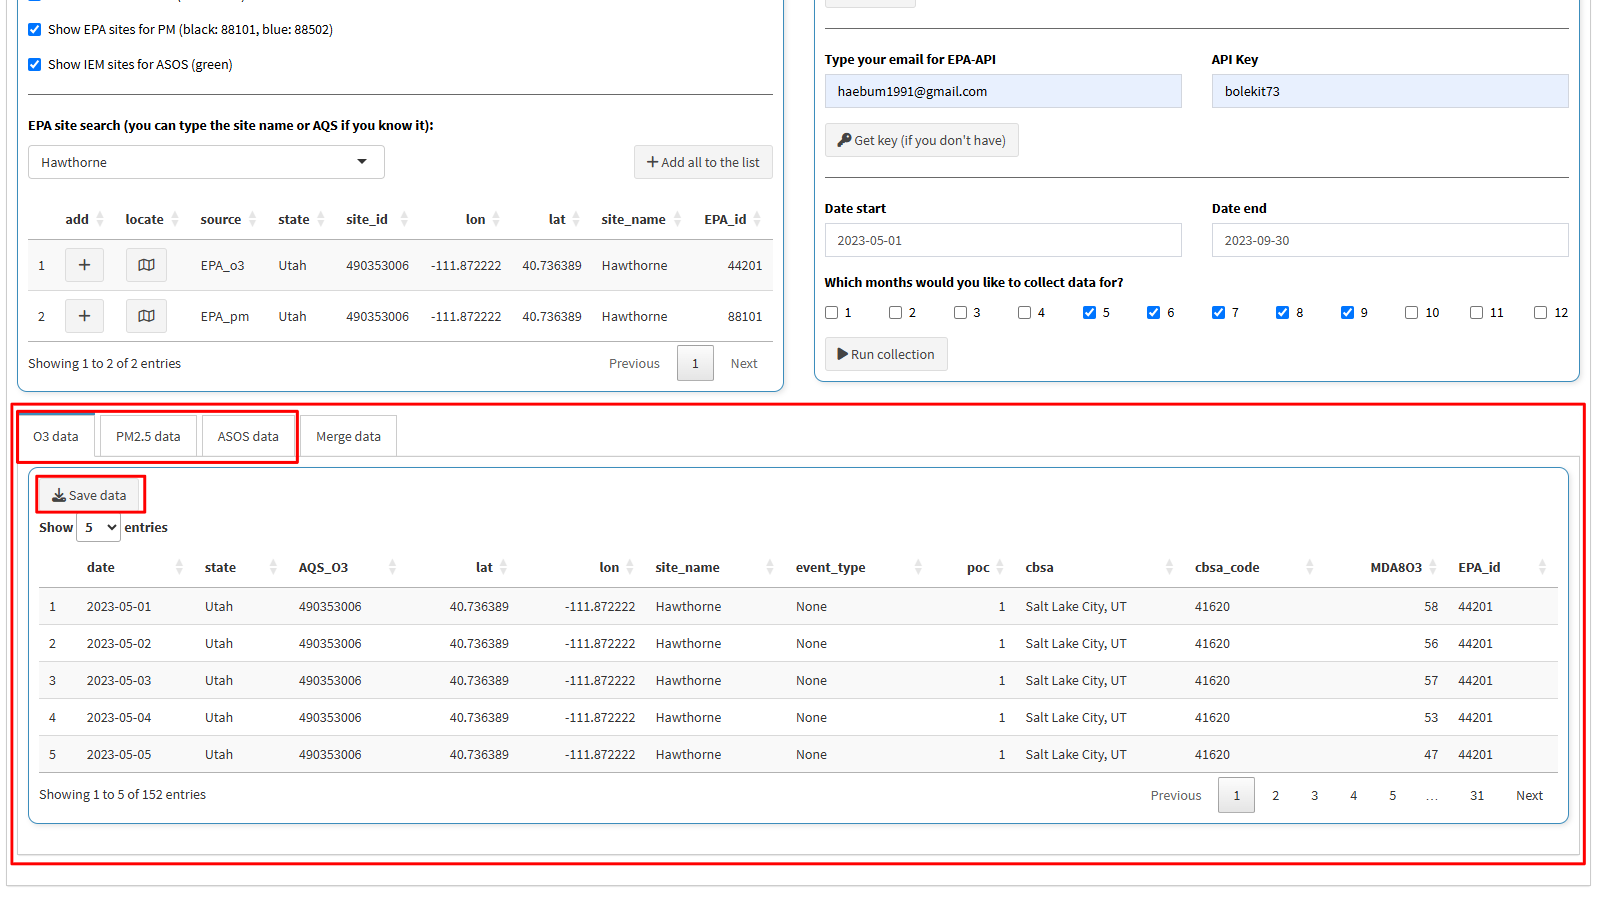 Show EPA sites for PM (black: 88101, blue: 88502)
Show IEM sites for ASOS (green)
EPA site search (you can type the site name or AQS if you know it):
Hawthorne
Add all to the list
add locate source state site_id lon lat site_name EPA_id
1 EPA_o3 Utah 490353006 -111.872222 40.736389 Hawthorne 44201
2 EPA_pm Utah 490353006 -111.872222 40.736389 Hawthorne 88101
Showing 1 to 2 of 2 entries
Previous 1 Next
Type your email for EPA-API
API Key
haebum1991@gmail.com
bolekit73
Get key (if you don't have)
Date start
Date end
2023-05-01
2023-09-30
Which months would you like to collect data for?
1 2 3 4 5 6 7 8 9 10 11 12
Run collection
O3 data
PM2.5 data
ASOS data
Merge data
Save data
Show 5 entries
date state AQS_O3 lat lon site_name event_type poc cbsa cbsa_code MDA8O3 EPA_id
1 2023-05-01 Utah 490353006 40.736389 -111.872222 Hawthorne None 1 Salt Lake City, UT 41620 58 44201
2 2023-05-02 Utah 490353006 40.736389 -111.872222 Hawthorne None 1 Salt Lake City, UT 41620 56 44201
3 2023-05-03 Utah 490353006 40.736389 -111.872222 Hawthorne None 1 Salt Lake City, UT 41620 57 44201
4 2023-05-04 Utah 490353006 40.736389 -111.872222 Hawthorne None 1 Salt Lake City, UT 41620 53 44201
5 2023-05-05 Utah 490353006 40.736389 -111.872222 Hawthorne None 1 Salt Lake City, UT 41620 47 44201
Showing 1 to 5 of 152 entries
Previous 1 2 3 4 5 … 31 Next